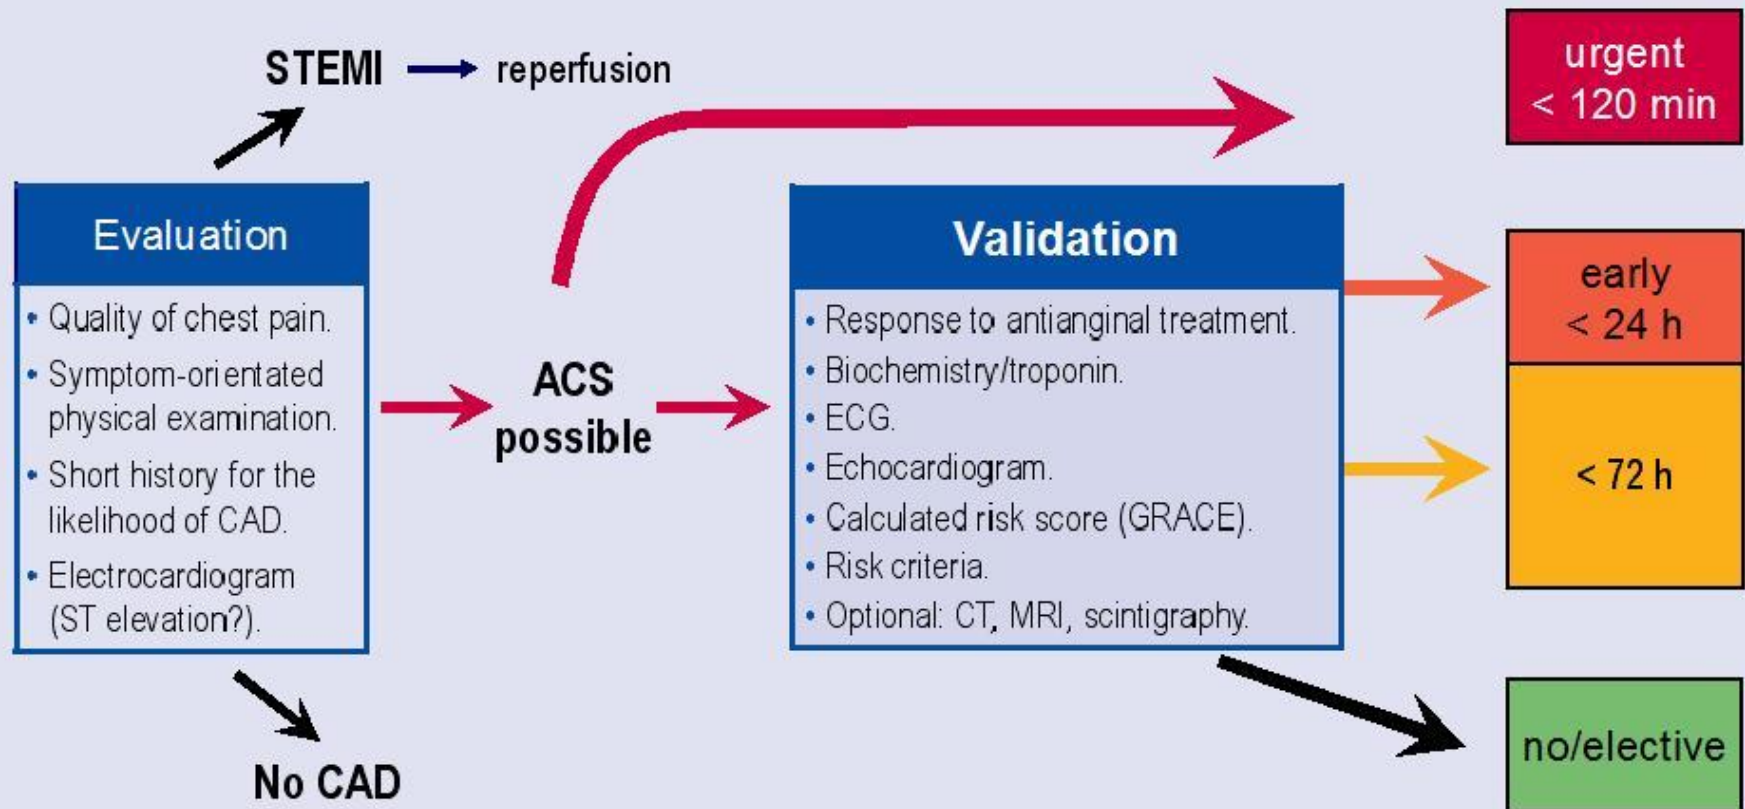 STEMI
reperfusion
urgent
< 120 min
Evaluation
• Quality of chest pain.
• Symptom-orientated
physical examination.
• Short history for the
likelihood of CAD.
• Electrocardiogram
(ST elevation?).
ACS
possible
Validation
• Response to antianginal treatment.
• Biochemistry/troponin.
• ECG.
• Echocardiogram.
• Calculated risk score (GRACE).
• Risk criteria.
• Optional: CT, MRI, scintigraphy.
early
< 24 h
< 72 h
no/elective
No CAD